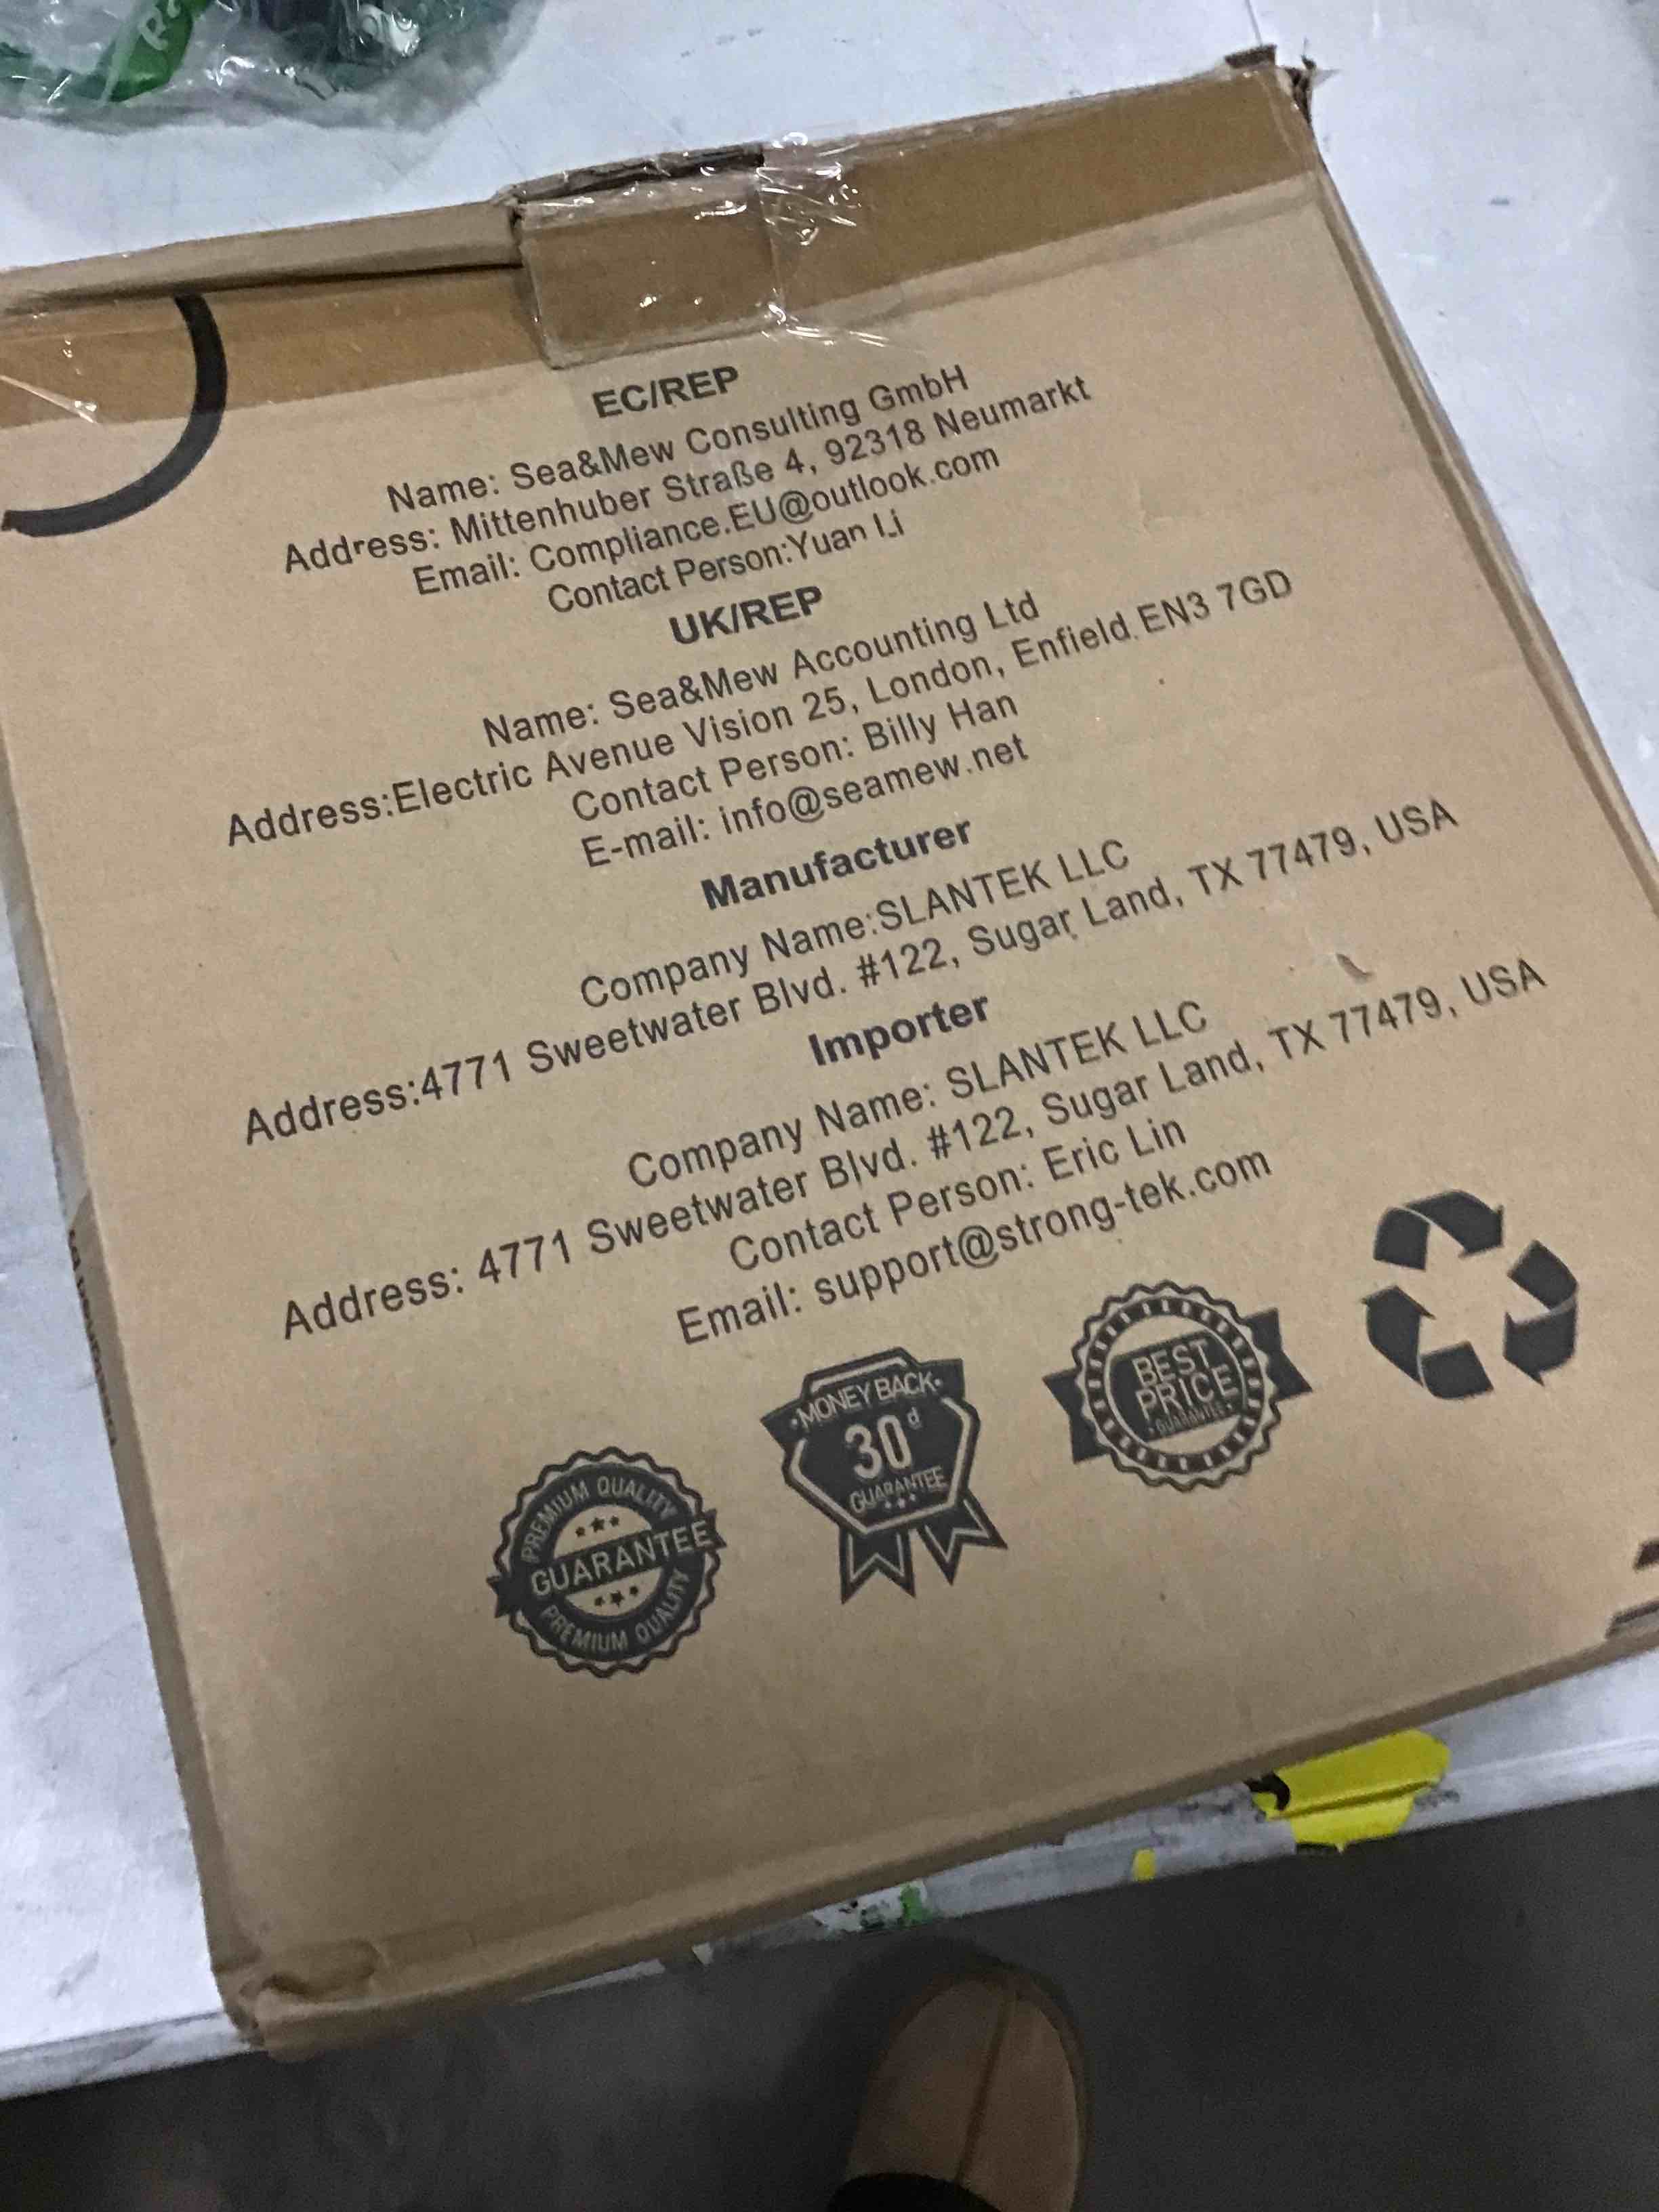 EC/REP
Name: Sea&Mew Consulting GmbH
Address: Mittenhuber Straße 4, 92318 Neumarkt
Email: Compliance.EU@outlook.com
Contact Person:Yuan Li
UK/REP
Name: Sea&Mew Accounting Ltd
Address:Electric Avenue Vision 25, London, Enfield.EN3 7GD
Contact Person: Billy Han
E-mail: info@seamew.net
Manufacturer
Company Name:SLANTEK LLC
Address:4771 Sweetwater Blvd. #122, Sugar Land, TX 77479, USA
Importer
Company Name: SLANTEK LLC
Address: 4771 Sweetwater Blvd. #122, Sugar Land, TX 77479, USA
Contact Person: Eric Lin
Email: support@strong-tek.com
PREMIUM QUALITY
GUARANTEE
PREMIUM QUALITY
MONEY BACK
30d
GUARANTEE
BEST
PRICE
GUARANTEE